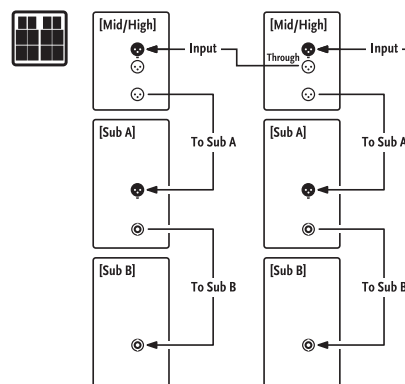 [Mid/High]
[Mid/High]
Input
Through
Input
[Sub A]
To Sub A
[Sub A]
To Sub A
[Sub B]
To Sub B
[Sub B]
To Sub B